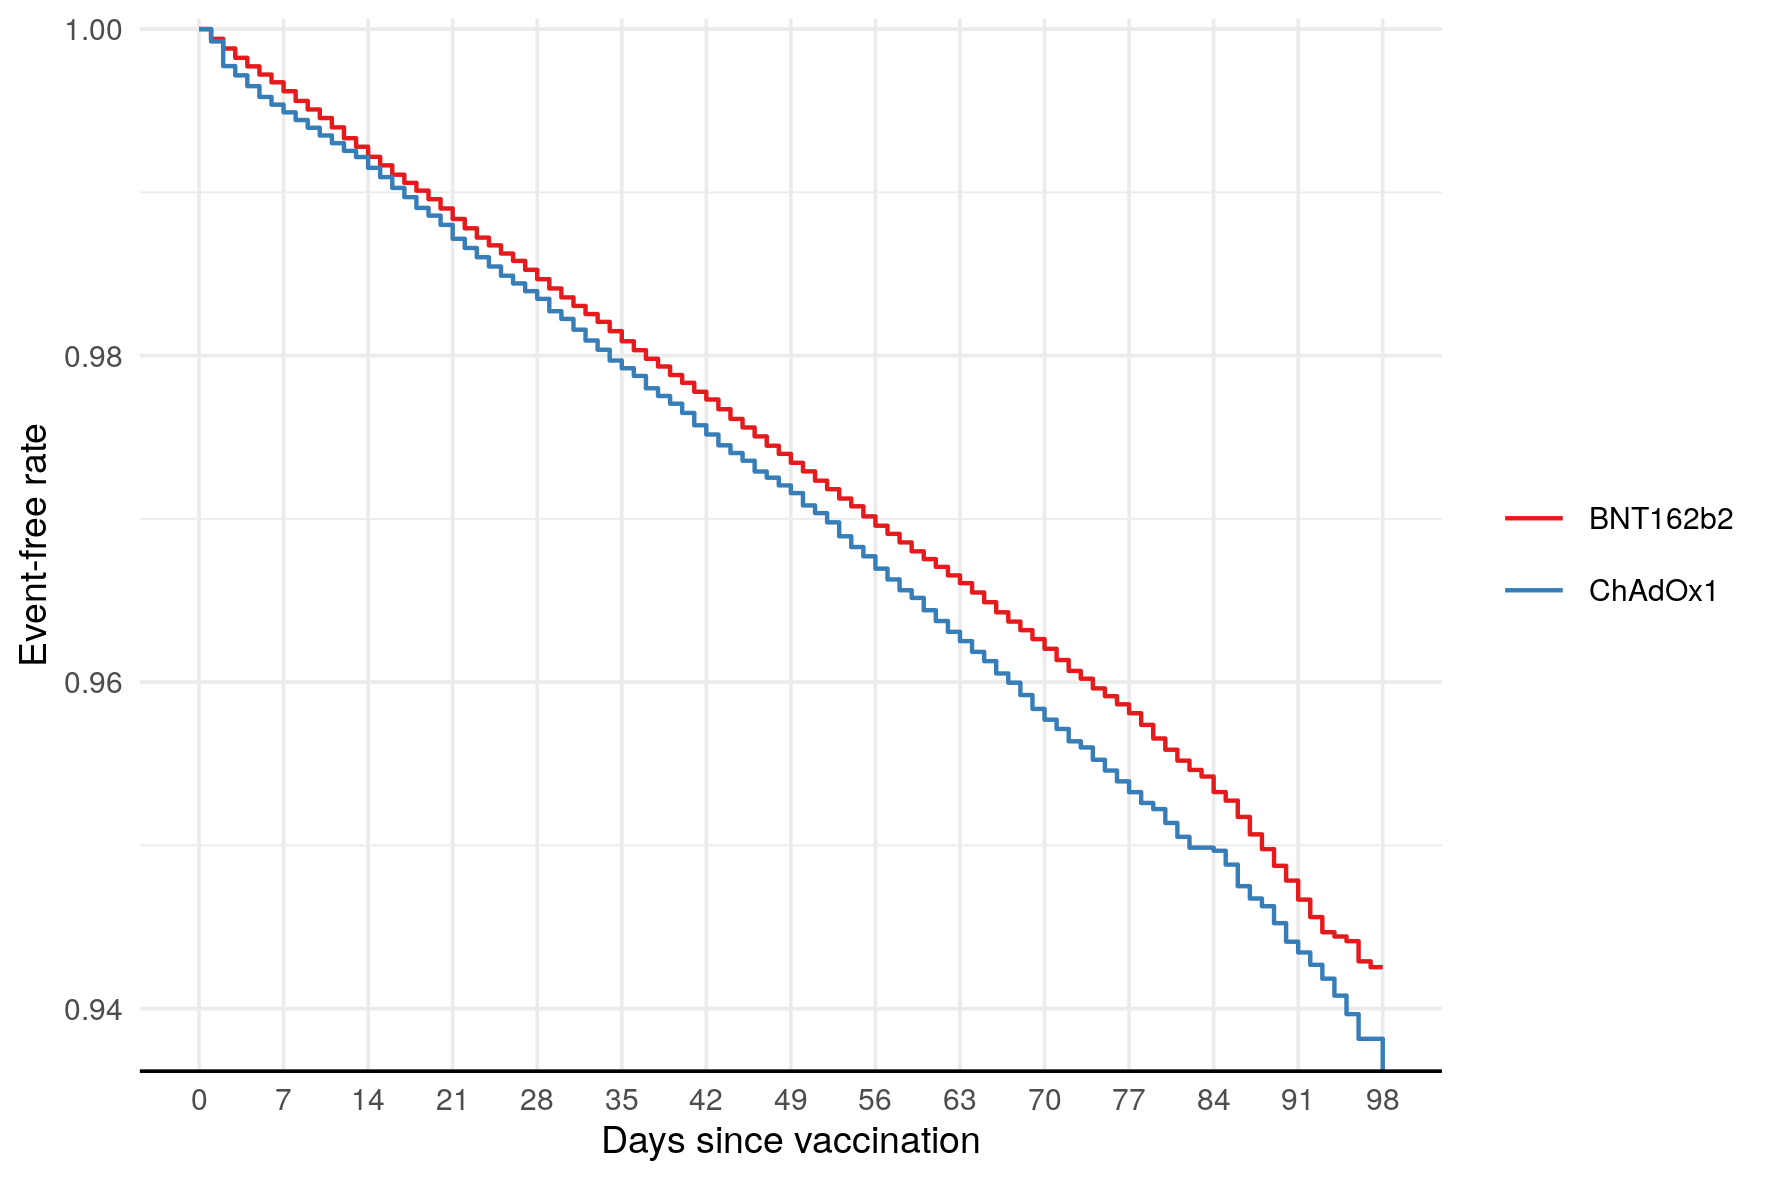 1.00
0.98
0.96
0.94
Event-free rate
0 7 14 21 28 35 42 49 56 63 70 77 84 91 98
Days since vaccination
BNT162b2
ChAdOx1